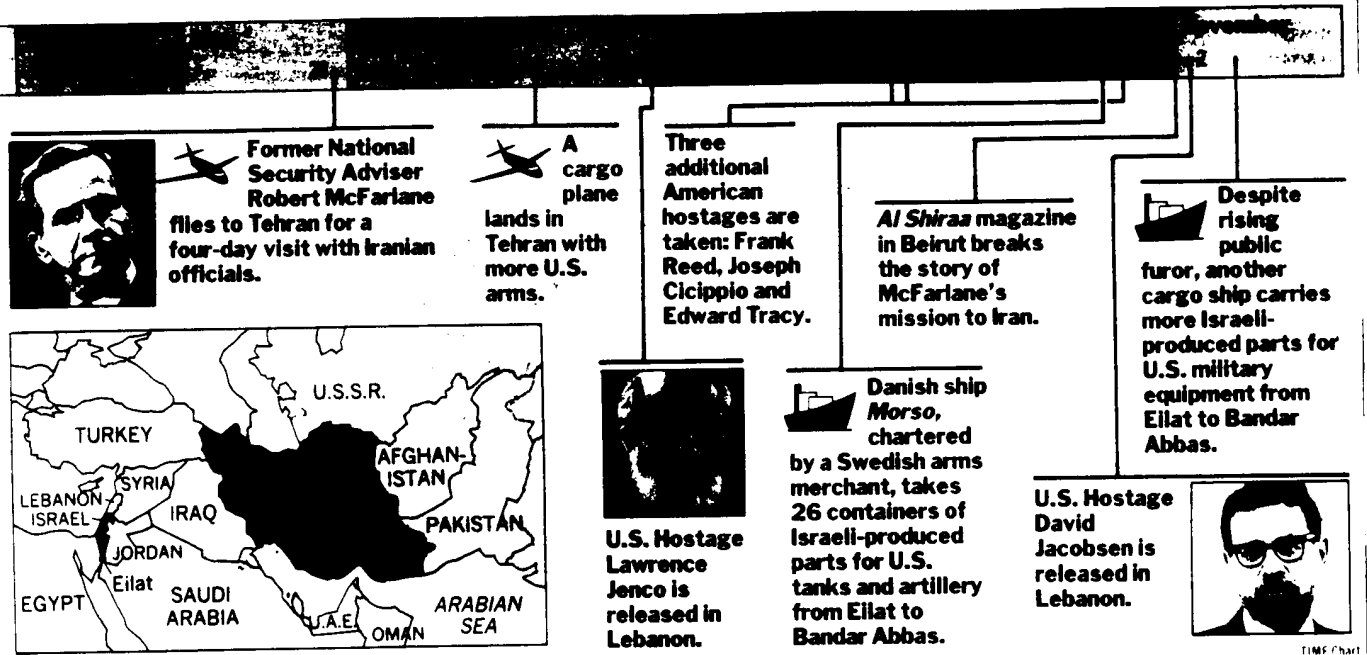 Former National
Security Adviser
Robert McFarlane
flies to Tehran for a
four-day visit with Iranian
officials.
A
cargo
plane
lands in
Tehran with
more U.S.
arms.
Three
additional
American
hostages are
taken: Frank
Reed, Joseph
Cicippio and
Edward Tracy.
Al Shiraa magazine
in Beirut breaks
the story of
McFarlane's
mission to Iran.
Despite
rising
public
furor, another
cargo ship carries
more Israeli-
produced parts for
U.S. military
equipment from
Eilat to Bandar
Abbas.
U.S.S.R.
TURKEY
AFGHAN-
ISTAN
SYRIA
LEBANON
ISRAEL
IRAQ
PAKISTAN
JORDAN
Eilat
EGYPT
SAUDI
ARABIA
U.A.E.
OMAN
ARABIAN
SEA
U.S. Hostage
Lawrence
Jenco is
released in
Lebanon.
Danish ship
Morso,
chartered
by a Swedish arms
merchant, takes
26 containers of
Israeli-produced
parts for U.S.
tanks and artillery
from Eilat to
Bandar Abbas.
U.S. Hostage
David
Jacobsen is
released in
Lebanon.
TIME Chart